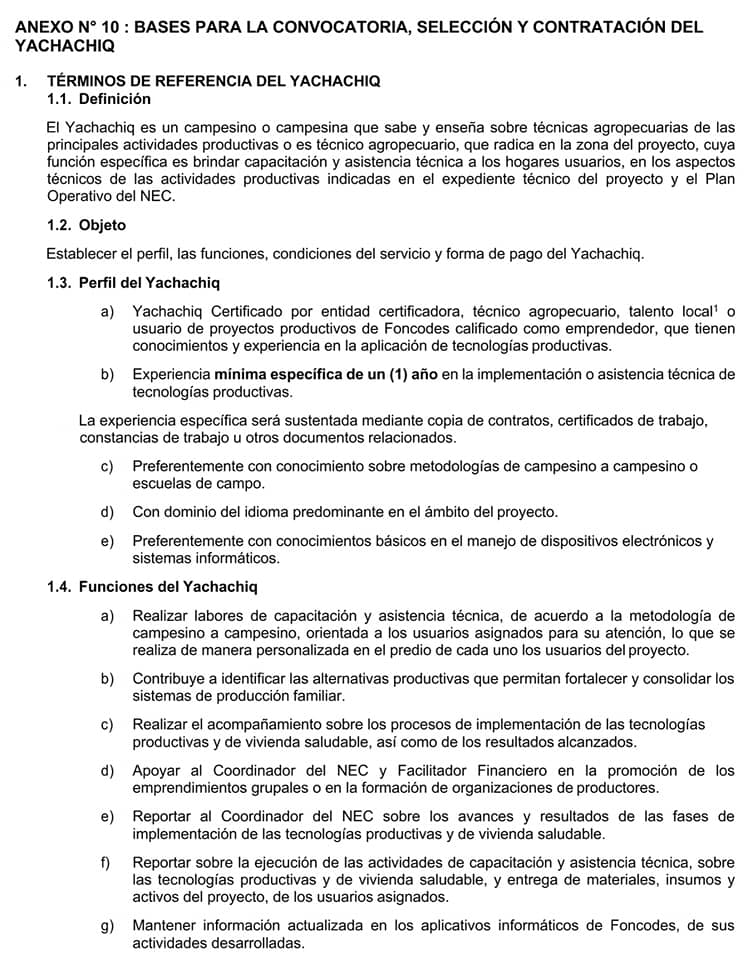 ANEXO N° 10 : BASES PARA LA CONVOCATORIA, SELECCIÓN Y CONTRATACIÓN DEL
YACHACHIQ
1. TÉRMINOS DE REFERENCIA DEL YACHACHIQ
1.1. Definición
El Yachachiq es un campesino o campesina que sabe y enseña sobre técnicas agropecuarias de las
principales actividades productivas o es técnico agropecuario, que radica en la zona del proyecto, cuya
función específica es brindar capacitación y asistencia técnica a los hogares usuarios, en los aspectos
técnicos de las actividades productivas indicadas en el expediente técnico del proyecto y el Plan
Operativo del NEC.
1.2. Objeto
Establecer el perfil, las funciones, condiciones del servicio y forma de pago del Yachachiq.
1.3. Perfil del Yachachiq
a) Yachachiq Certificado por entidad certificadora, técnico agropecuario, talento local¹ o
usuario de proyectos productivos de Foncodes calificado como emprendedor, que tienen
conocimientos y experiencia en la aplicación de tecnologías productivas.
b) Experiencia mínima específica de un (1) año en la implementación o asistencia técnica de
tecnologías productivas.
La experiencia específica será sustentada mediante copia de contratos, certificados de trabajo,
constancias de trabajo u otros documentos relacionados.
c) Preferentemente con conocimiento sobre metodologías de campesino a campesino o
escuelas de campo.
d) Con dominio del idioma predominante en el ámbito del proyecto.
e) Preferentemente con conocimientos básicos en el manejo de dispositivos electrónicos y
sistemas informáticos.
1.4. Funciones del Yachachiq
a) Realizar labores de capacitación y asistencia técnica, de acuerdo a la metodología de
campesino a campesino, orientada a los usuarios asignados para su atención, lo que se
realiza de manera personalizada en el predio de cada uno los usuarios del proyecto.
b) Contribuye a identificar las alternativas productivas que permitan fortalecer y consolidar los
sistemas de producción familiar.
c) Realizar el acompañamiento sobre los procesos de implementación de las tecnologías
productivas y de vivienda saludable, así como de los resultados alcanzados.
d) Apoyar al Coordinador del NEC y Facilitador Financiero en la promoción de los
emprendimientos grupales o en la formación de organizaciones de productores.
e) Reportar al Coordinador del NEC sobre los avances y resultados de las fases de
implementación de las tecnologías productivas y de vivienda saludable.
f) Reportar sobre la ejecución de las actividades de capacitación y asistencia técnica, sobre
las tecnologías productivas y de vivienda saludable, y entrega de materiales, insumos y
activos del proyecto, de los usuarios asignados.
g) Mantener información actualizada en los aplicativos informáticos de Foncodes, de sus
actividades desarrolladas.